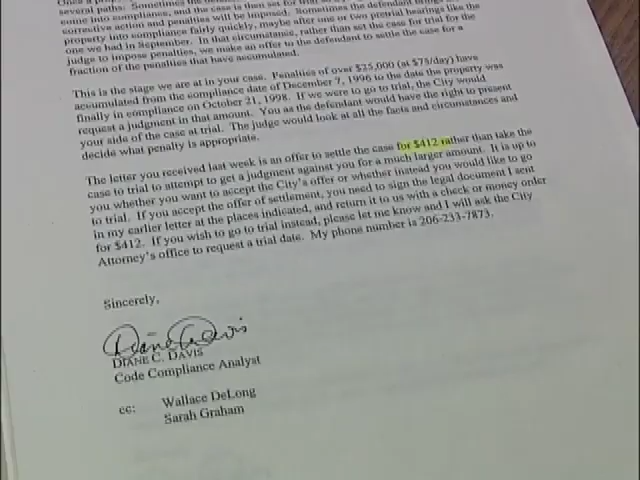 several paths. Sometimes the
come into compliance, and the case is then set for trial
corrective action and penalties will be imposed. Sometimes the defendant brings the
property into compliance fairly quickly, maybe after one or two pretrial hearings like the
one we had in September. In that circumstance, rather than set the case for trial for the
judge to impose penalties, we make an offer to the defendant to settle the case for a
fraction of the penalties that have accumulated.
This is the stage we are at in your case. Penalties of over $25,000 (at $75/day) have
accumulated from the compliance date of December 7, 1996 to the date the property was
finally in compliance on October 21, 1998. If we were to go to trial, the City would
request a judgment in that amount. You as the defendant would have the right to present
your side of the case at trial. The judge would look at all the facts and circumstances and
decide what penalty is appropriate.
The letter you received last week is an offer to settle the case for $412 rather than take the
case to trial to attempt to get a judgment against you for a much larger amount. It is up to
you whether you want to accept the City's offer or whether instead you would like to go
to trial. If you accept the offer of settlement, you need to sign the legal document I sent
in my earlier letter at the places indicated, and return it to us with a check or money order
for $412. If you wish to go to trial instead, please let me know and I will ask the City
Attorney's office to request a trial date. My phone number is 206-233-7873.
Sincerely,
Diane C Davis
DIANE C. DAVIS
Code Compliance Analyst
cc: Wallace DeLong
Sarah Graham